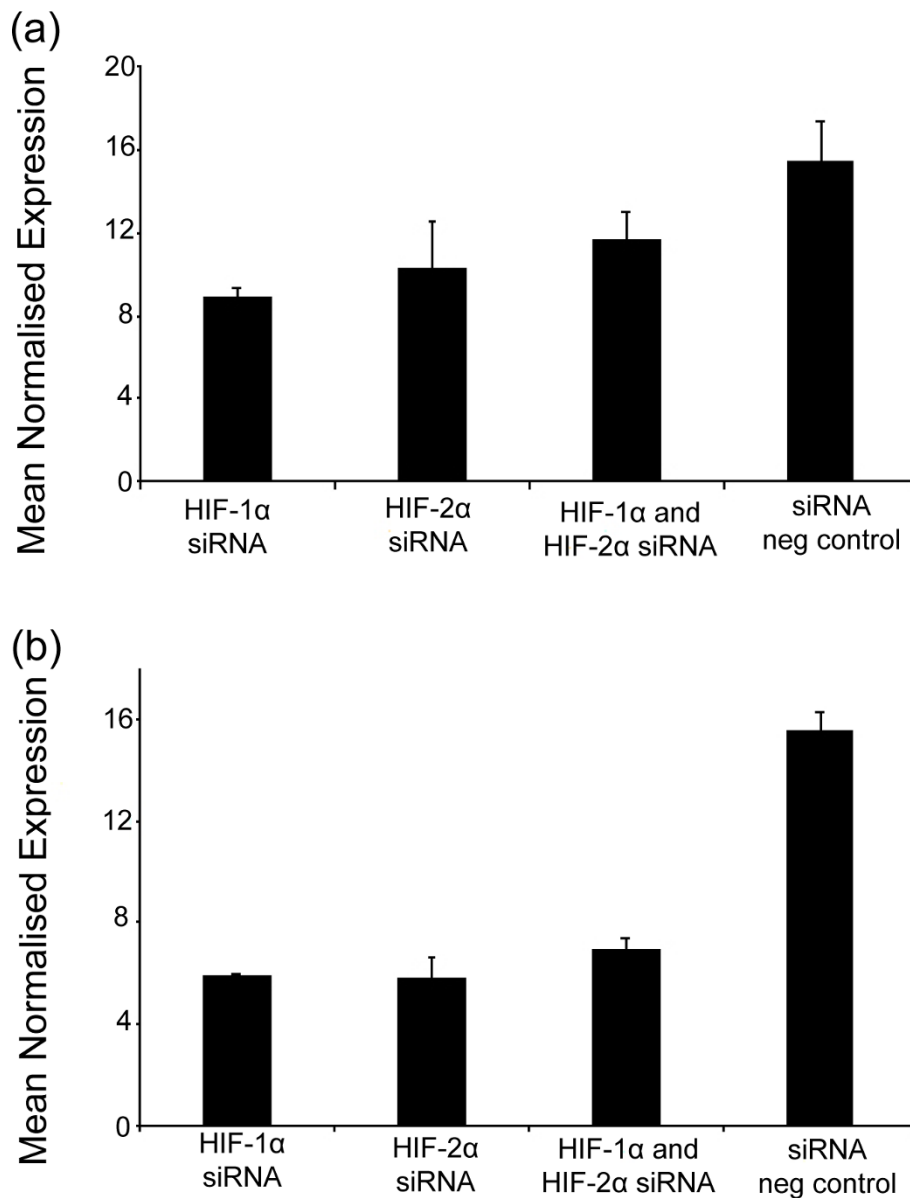 (a)
Mean Normalised Expression
20
16
12
8
4
0
HIF-1α
siRNA
HIF-2α
siRNA
HIF-1α and
HIF-2α siRNA
siRNA
neg control
(b)
Mean Normalised Expression
16
12
8
4
0
HIF-1α
siRNA
HIF-2α
siRNA
HIF-1α and
HIF-2α siRNA
siRNA
neg control